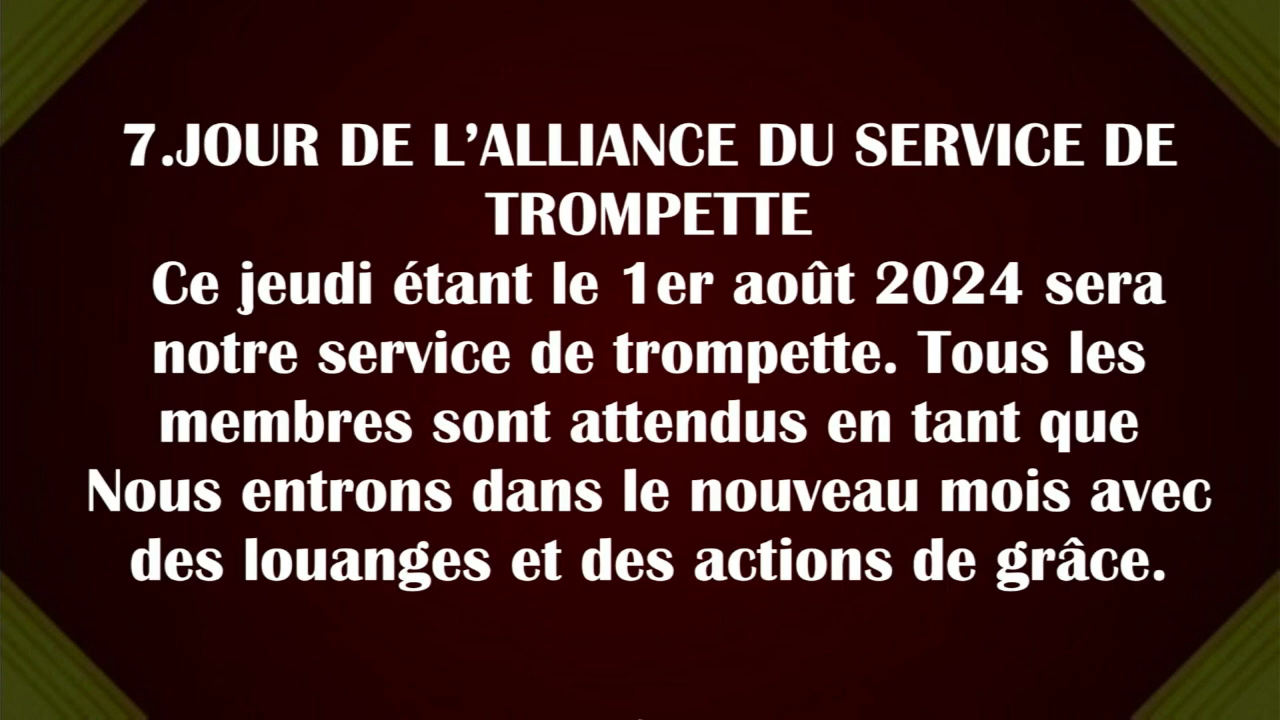 7.JOUR DE L’ALLIANCE DU SERVICE DE
TROMPETTE
Ce jeudi étant le 1er août 2024 sera
notre service de trompette. Tous les
membres sont attendus en tant que
Nous entrons dans le nouveau mois avec
des louanges et des actions de grâce.